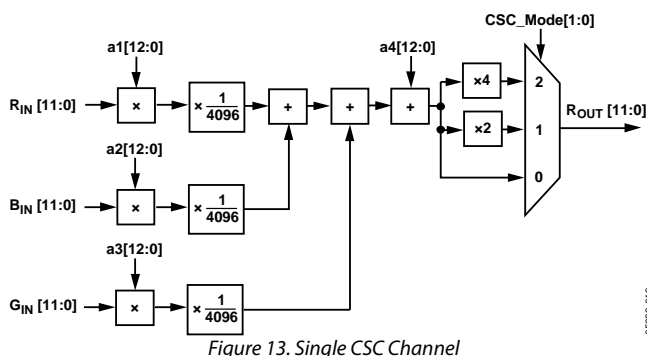 CSC_Mode[1:0]
a1[12:0]
a4[12:0]
R_IN [11:0]
×
× 1/4096
+
+
+
×4
2
a2[12:0]
×2
1
R_OUT [11:0]
0
B_IN [11:0]
×
× 1/4096
a3[12:0]
G_IN [11:0]
×
× 1/4096
Figure 13. Single CSC Channel